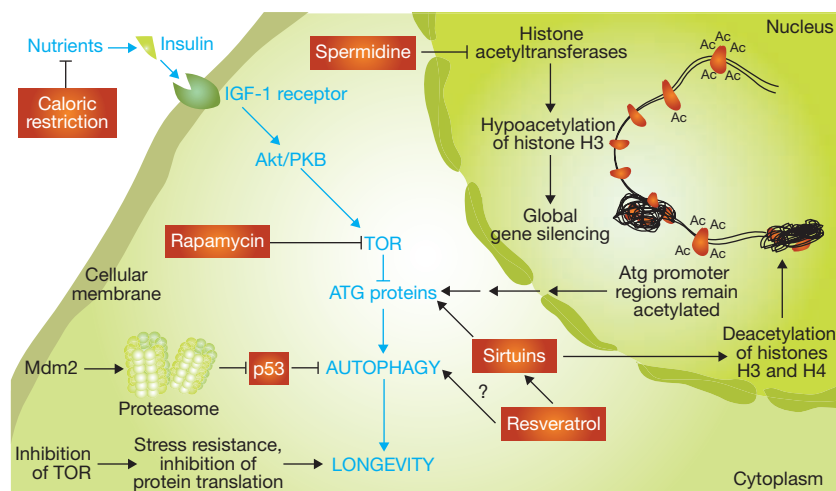 Nutrients
Insulin
Caloric
restriction
IGF-1 receptor
Akt/PKB
Rapamycin
TOR
Cellular
membrane
ATG proteins
Mdm2
Proteasome
p53
AUTOPHAGY
Inhibition
of TOR
Stress resistance,
inhibition of
protein translation
LONGEVITY
Spermidine
Histone
acetyltransferases
Hypoacetylation
of histone H3
Global
gene silencing
Nucleus
Ac
Ac
Ac
Ac
Ac
Ac
Ac
Ac
Ac
Ac
Ac
Atg promoter
regions remain
acetylated
Sirtuins
Deacetylation
of histones
H3 and H4
?
Resveratrol
Cytoplasm